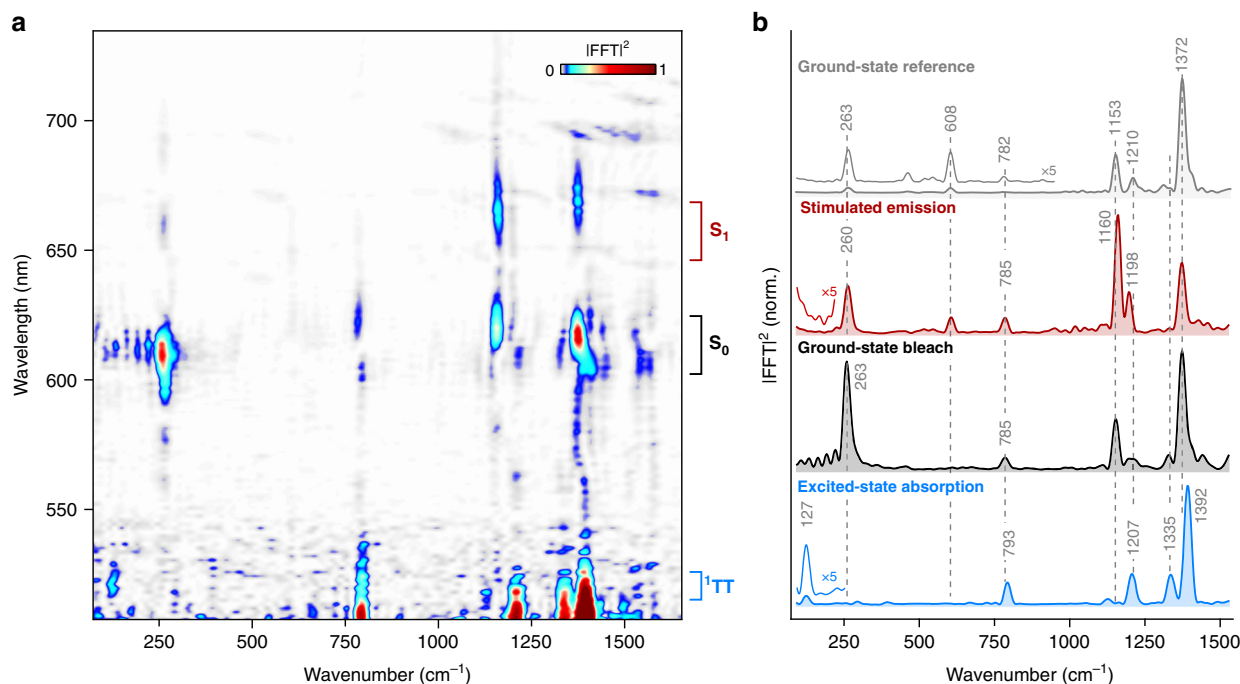 a
|FFT|²
0
1
700
650
600
550
Wavelength (nm)
S₁
S₀
¹TT
250
500
750
1000
1250
1500
Wavenumber (cm⁻¹)
b
Ground-state reference
263
608
782
×5
1153
1210
1372
Stimulated emission
×5
260
785
1160
1198
Ground-state bleach
263
785
Excited-state absorption
127
×5
793
1207
1335
1392
|FFT|² (norm.)
250
500
750
1000
1250
1500
Wavenumber (cm⁻¹)